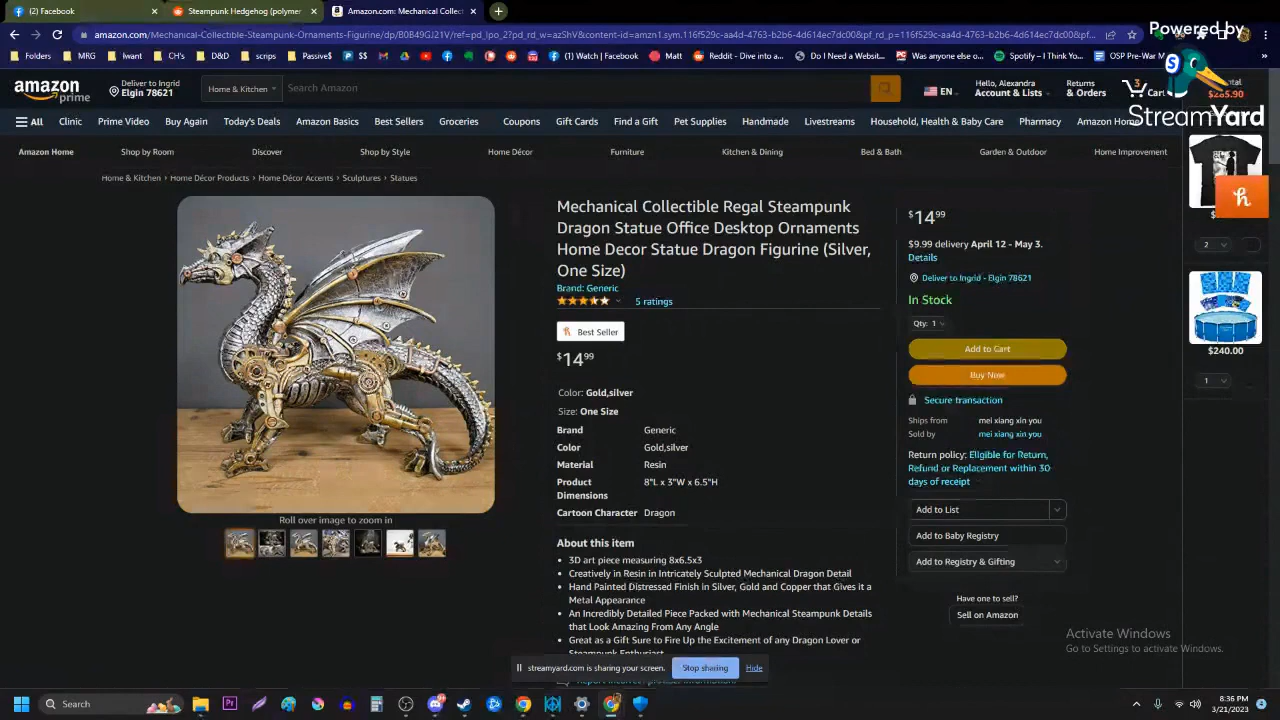 (2) Facebook
Steampunk Hedgehog (polymer
Amazon.com: Mechanical Collect
Powered by
amazon.com/Mechanical-Collectible-Steampunk-Ornaments-Figurine/dp/B0B49GJ21V/ref=pd_lpo_2?pd_rd_w=azShV&content-id=amzn1.sym.116f529c-aa4d-4763-b2b6-4d614ec7dc00&pf_rd_p=116f529c-aa4d-4763-b2b6-4d614ec7dc00&p
Folders MRG Iwant CH's D&D scripts Passive$ Matt Reddit - Dive into a... Do I Need a Websit... Was anyone else o... Spotify – I Thought... OSP Pre-War
StreamYard
amazon prime
Deliver to Ingrid
Elgin 78621
Home & Kitchen
Search Amazon
EN
Hello, Alexandra
Account & Lists
Returns
& Orders
3
Cart
$285.90
All Clinic Prime Video Buy Again Today's Deals Amazon Basics Best Sellers Groceries Coupons Gift Cards Find a Gift Pet Supplies Handmade Livestreams Household, Health & Baby Care Pharmacy Amazon Home
Amazon Home Shop by Room Discover Shop by Style Home Décor Furniture Kitchen & Dining Bed & Bath Garden & Outdoor Home Improvement
Home & Kitchen › Home Décor Products › Home Décor Accents › Sculptures › Statues
Mechanical Collectible Regal Steampunk
Dragon Statue Office Desktop Ornaments
Home Decor Statue Dragon Figurine (Silver,
One Size)
Brand: Generic
5 ratings
Best Seller
$14.99
Color: Gold,silver
Size: One Size
Brand Generic
Color Gold,silver
Material Resin
Product Dimensions 8"L x 3"W x 6.5"H
Cartoon Character Dragon
About this item
• 3D art piece measuring 8x6.5x3
• Creatively in Resin in Intricately Sculpted Mechanical Dragon Detail
• Hand Painted Distressed Finish in Silver, Gold and Copper that Gives it a
Metal Appearance
• An Incredibly Detailed Piece Packed with Mechanical Steampunk Details
that Look Amazing From Any Angle
• Great as a Gift Sure to Fire Up the Excitement of any Dragon Lover or
Steampunk Enthusiast
Roll over image to zoom in
$14.99
$9.99 delivery April 12 - May 3.
Details
Deliver to Ingrid - Elgin 78621
In Stock
Qty: 1
Add to Cart
Buy Now
Secure transaction
Ships from mei xiang xin you
Sold by mei xiang xin you
Return policy: Eligible for Return,
Refund or Replacement within 30
days of receipt
Add to List
Add to Baby Registry
Add to Registry & Gifting
Have one to sell?
Sell on Amazon
2
$240.00
1
Activate Windows
Go to Settings to activate Windows.
streamyard.com is sharing your screen.
Stop sharing
Hide
Search
8:36 PM
3/21/2023